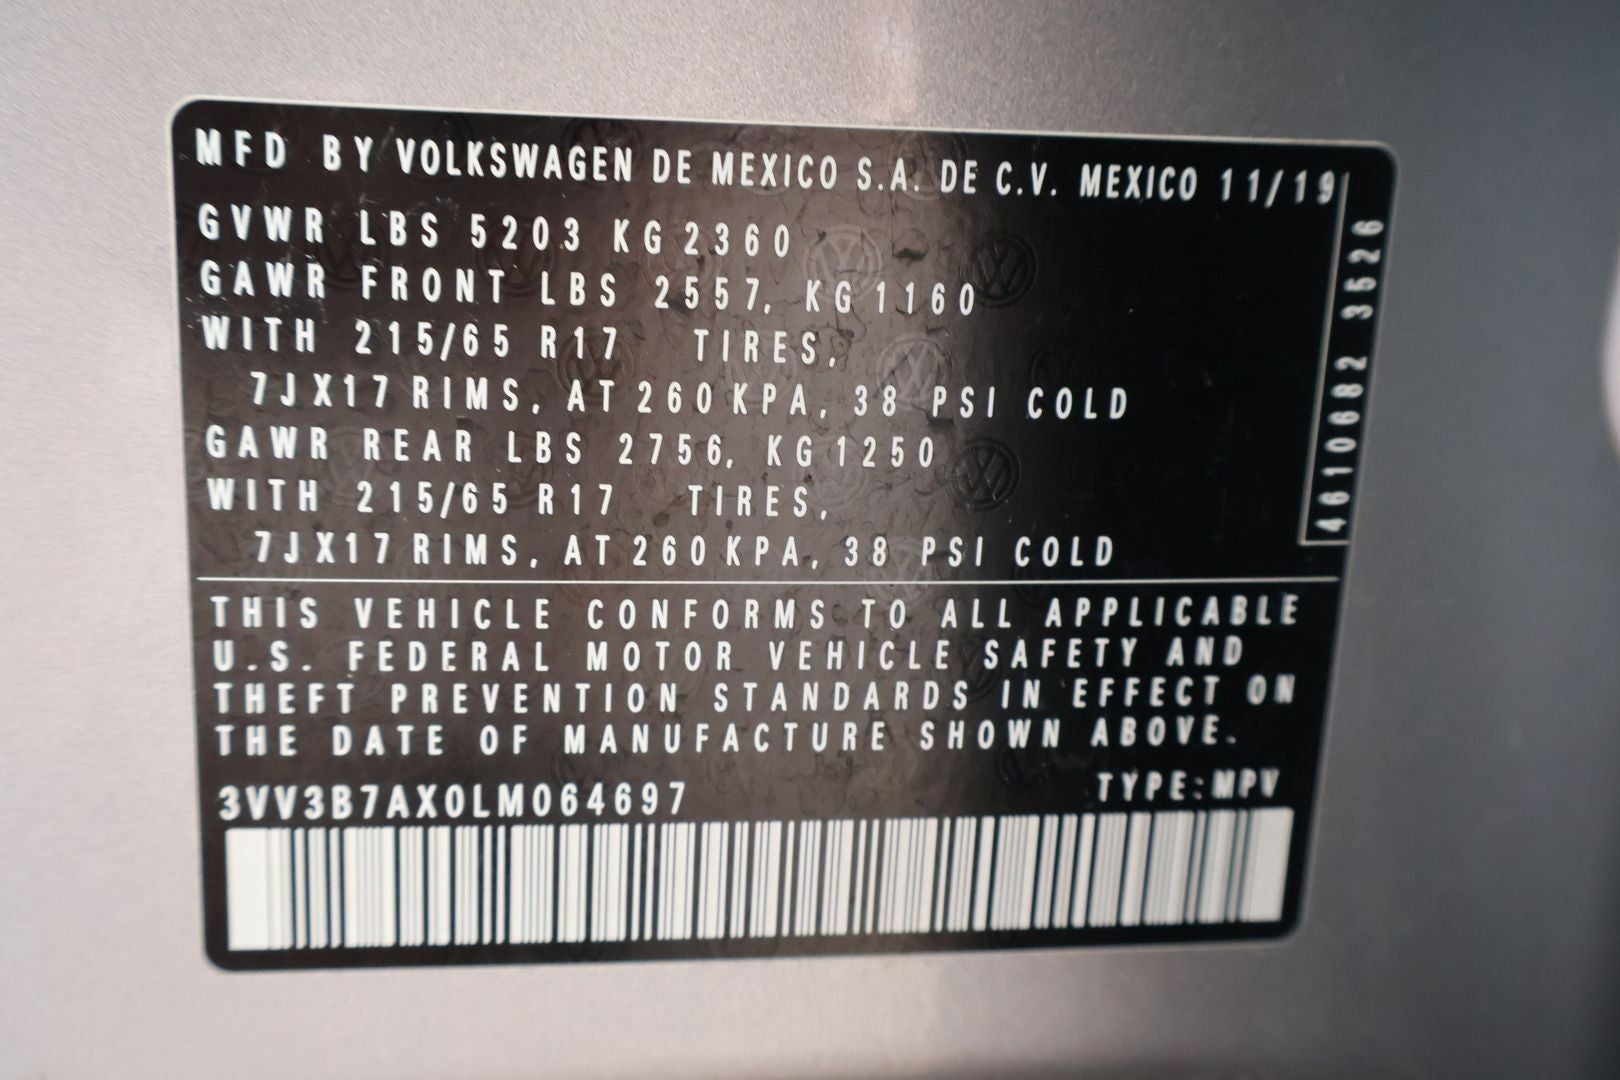 MFD BY VOLKSWAGEN DE MEXICO S.A. DE C.V. MEXICO 11/19
GVWR LBS 5203 KG 2360
GAWR FRONT LBS 2557, KG 1160
WITH 215/65 R17 TIRES,
7JX17 RIMS, AT 260 KPA, 38 PSI COLD
GAWR REAR LBS 2756, KG 1250
WITH 215/65 R17 TIRES,
7JX17 RIMS, AT 260 KPA, 38 PSI COLD
4610682 3526
THIS VEHICLE CONFORMS TO ALL APPLICABLE
U.S. FEDERAL MOTOR VEHICLE SAFETY AND
THEFT PREVENTION STANDARDS IN EFFECT ON
THE DATE OF MANUFACTURE SHOWN ABOVE.
3VV3B7AX0LM064697 TYPE:MPV